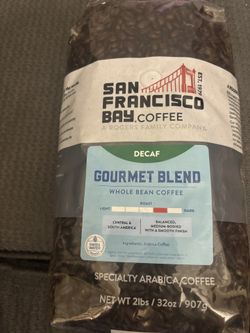 SAN
FRANCISCO
BAY.COFFEE
EST. 1979
A ROGERS FAMILY COMPANY
DECAF
GOURMET BLEND
WHOLE BEAN COFFEE
ROAST
LIGHT DARK
CENTRAL & SOUTH AMERICA
BALANCED, MEDIUM-BODIED WITH A SMOOTH FINISH
Ingredients: Arabica Coffee
SPECIALTY ARABICA COFFEE
NET WT 2lbs / 32oz / 907g